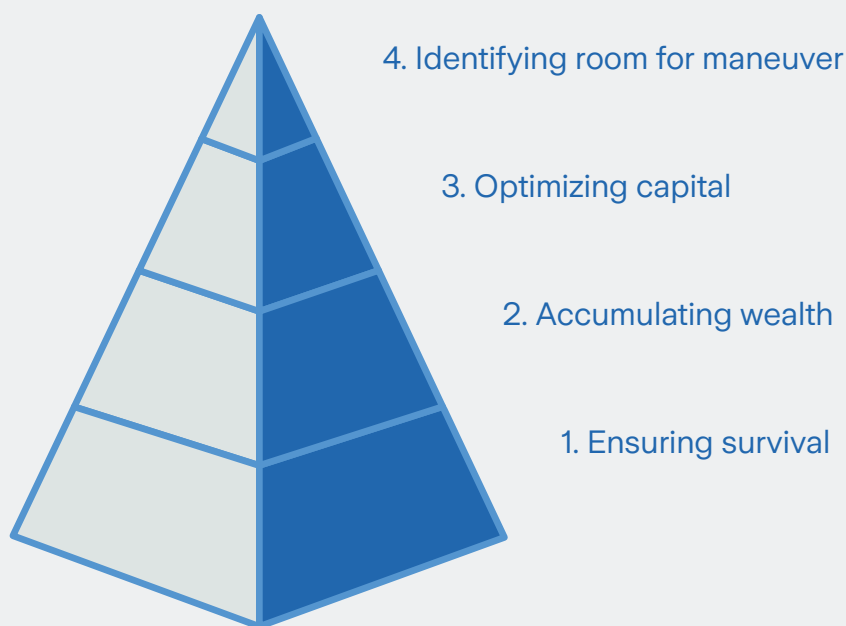 4. Identifying room for maneuver
3. Optimizing capital
2. Accumulating wealth
1. Ensuring survival